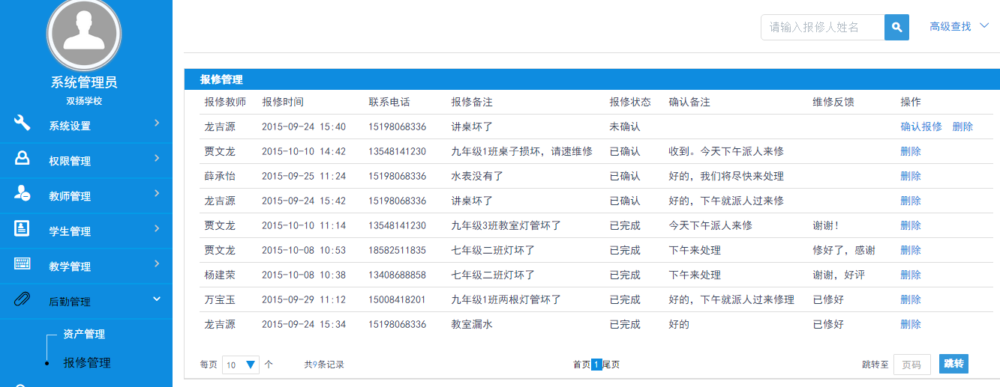 系统管理员
双扬学校
系统设置
权限管理
教师管理
学生管理
教学管理
后勤管理
资产管理
报修管理
请输入报修人姓名 高级查找
报修管理
报修教师 报修时间 联系电话 报修备注 报修状态 确认备注 维修反馈 操作
龙吉源 2015-09-24 15:40 15198068336 讲桌坏了 未确认 确认报修 删除
贾文龙 2015-10-10 14:42 13548141230 九年级1班桌子损坏，请速维修 已确认 收到。今天下午派人来修 删除
薛承怡 2015-09-25 11:24 15198068336 水表没有了 已确认 好的，我们将尽快来处理 删除
龙吉源 2015-09-24 15:42 15198068336 讲桌坏了 已确认 好的，下午就派人过来修 删除
贾文龙 2015-10-10 11:14 13548141230 九年级3班教室灯管坏了 已完成 今天下午派人来修 谢谢！ 删除
贾文龙 2015-10-08 10:53 18582511835 七年级二班灯坏了 已完成 下午来处理 修好了，感谢 删除
杨建荣 2015-10-08 10:38 13408688858 七年级二班灯坏了 已完成 下午来处理 谢谢，好评 删除
万宝玉 2015-09-29 11:12 15008418201 九年级1班两根灯管坏了 已完成 好的，下午就派人过来修理 已修好 删除
龙吉源 2015-09-24 15:34 15198068336 教室漏水 已完成 好的 已修好 删除
每页 10 个 共9条记录 首页 1 尾页 跳转至 页码 跳转